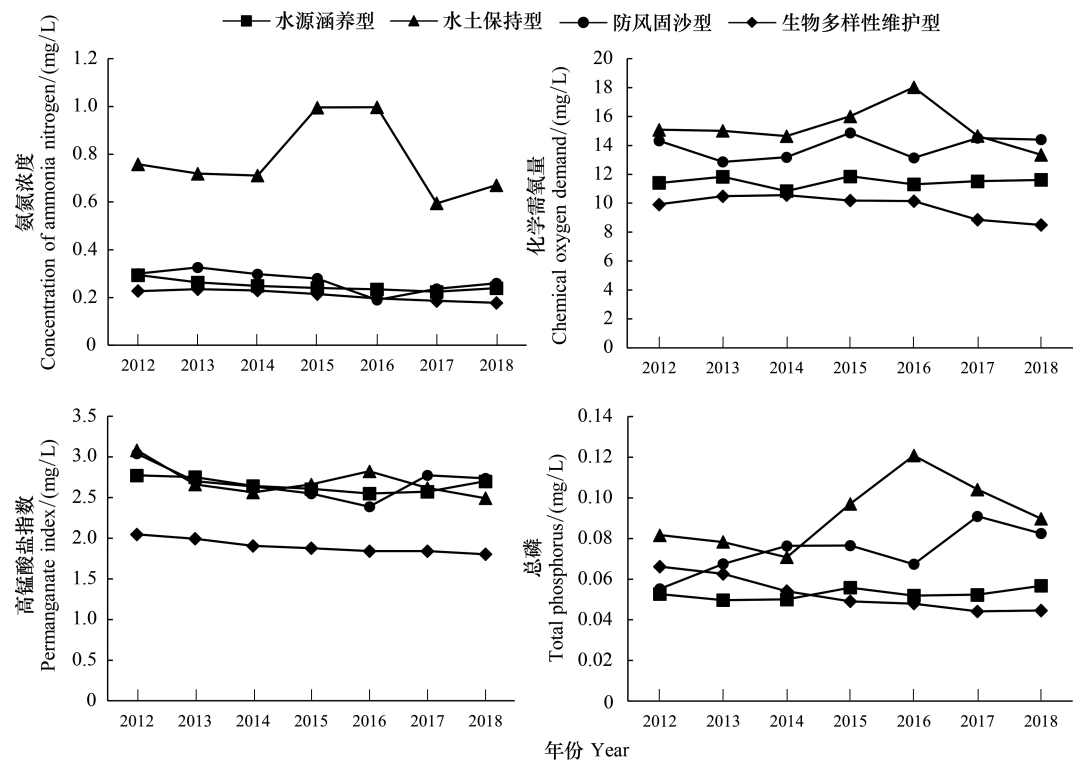 水源涵养型 水土保持型 防风固沙型 生物多样性维护型
氨氮浓度
Concentration of ammonia nitrogen/(mg/L)
1.2
1.0
0.8
0.6
0.4
0.2
0
2012 2013 2014 2015 2016 2017 2018
化学需氧量
Chemical oxygen demand/(mg/L)
20
18
16
14
12
10
8
6
4
2
0
2012 2013 2014 2015 2016 2017 2018
高锰酸盐指数
Permanganate index/(mg/L)
3.5
3.0
2.5
2.0
1.5
1.0
0.5
0
2012 2013 2014 2015 2016 2017 2018
总磷
Total phosphorus/(mg/L)
0.14
0.12
0.10
0.08
0.06
0.04
0.02
0
2012 2013 2014 2015 2016 2017 2018
年份 Year